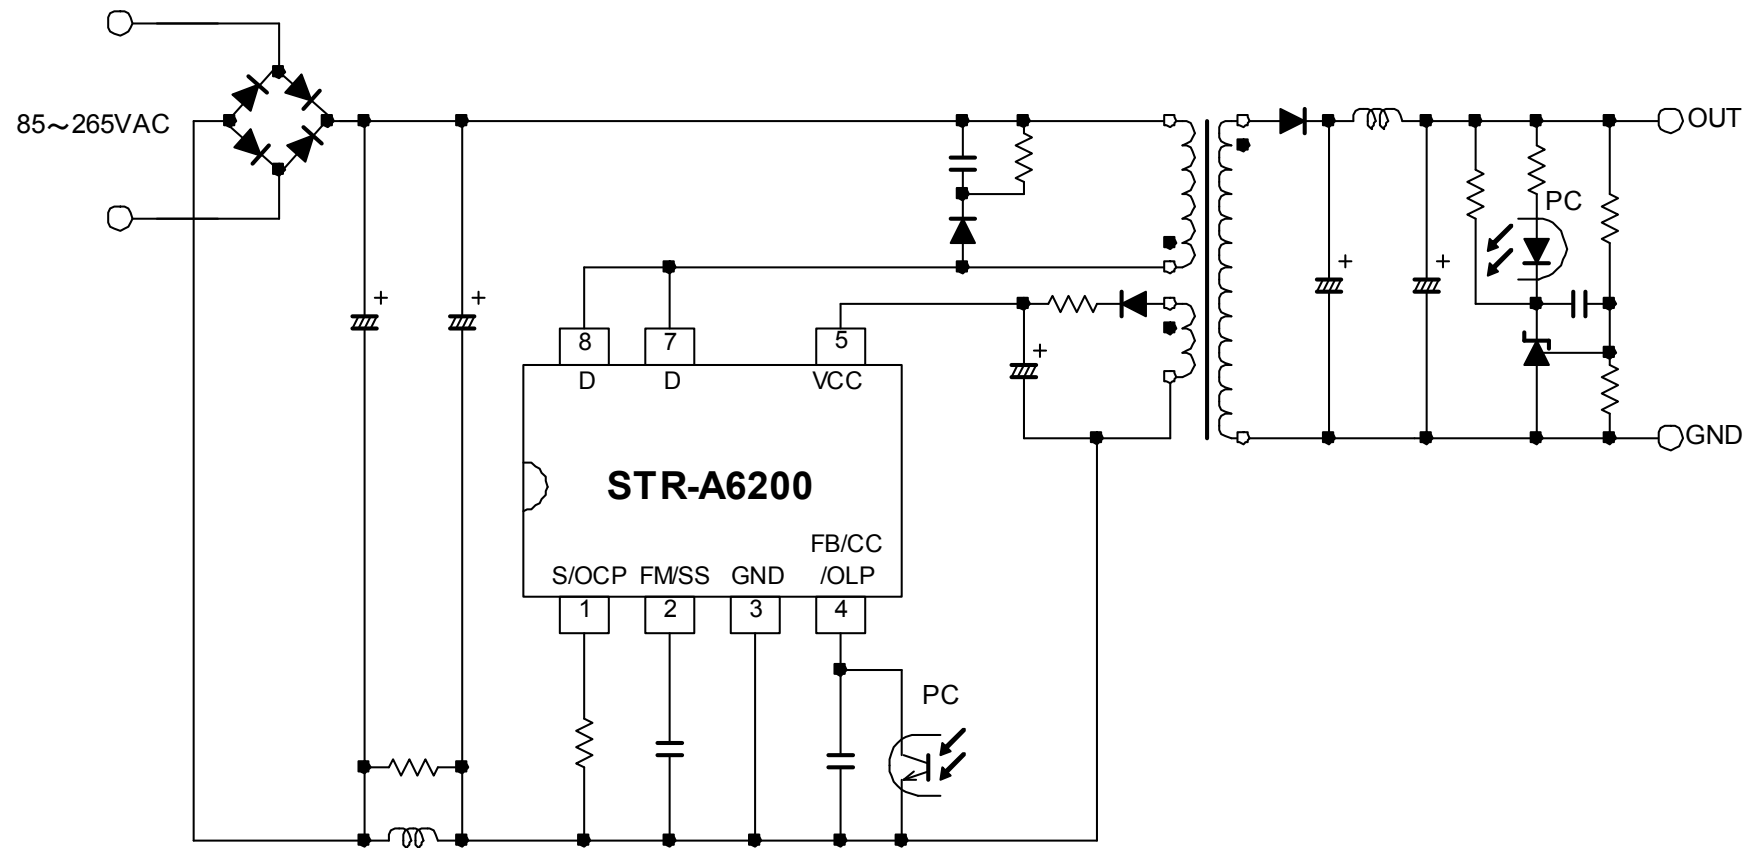 85～265VAC
OUT
PC
+
+
+
+
+
8
7
5
D
D
VCC
GND
STR-A6200
FB/CC
S/OCP
FM/SS
GND
/OLP
1
2
3
4
PC